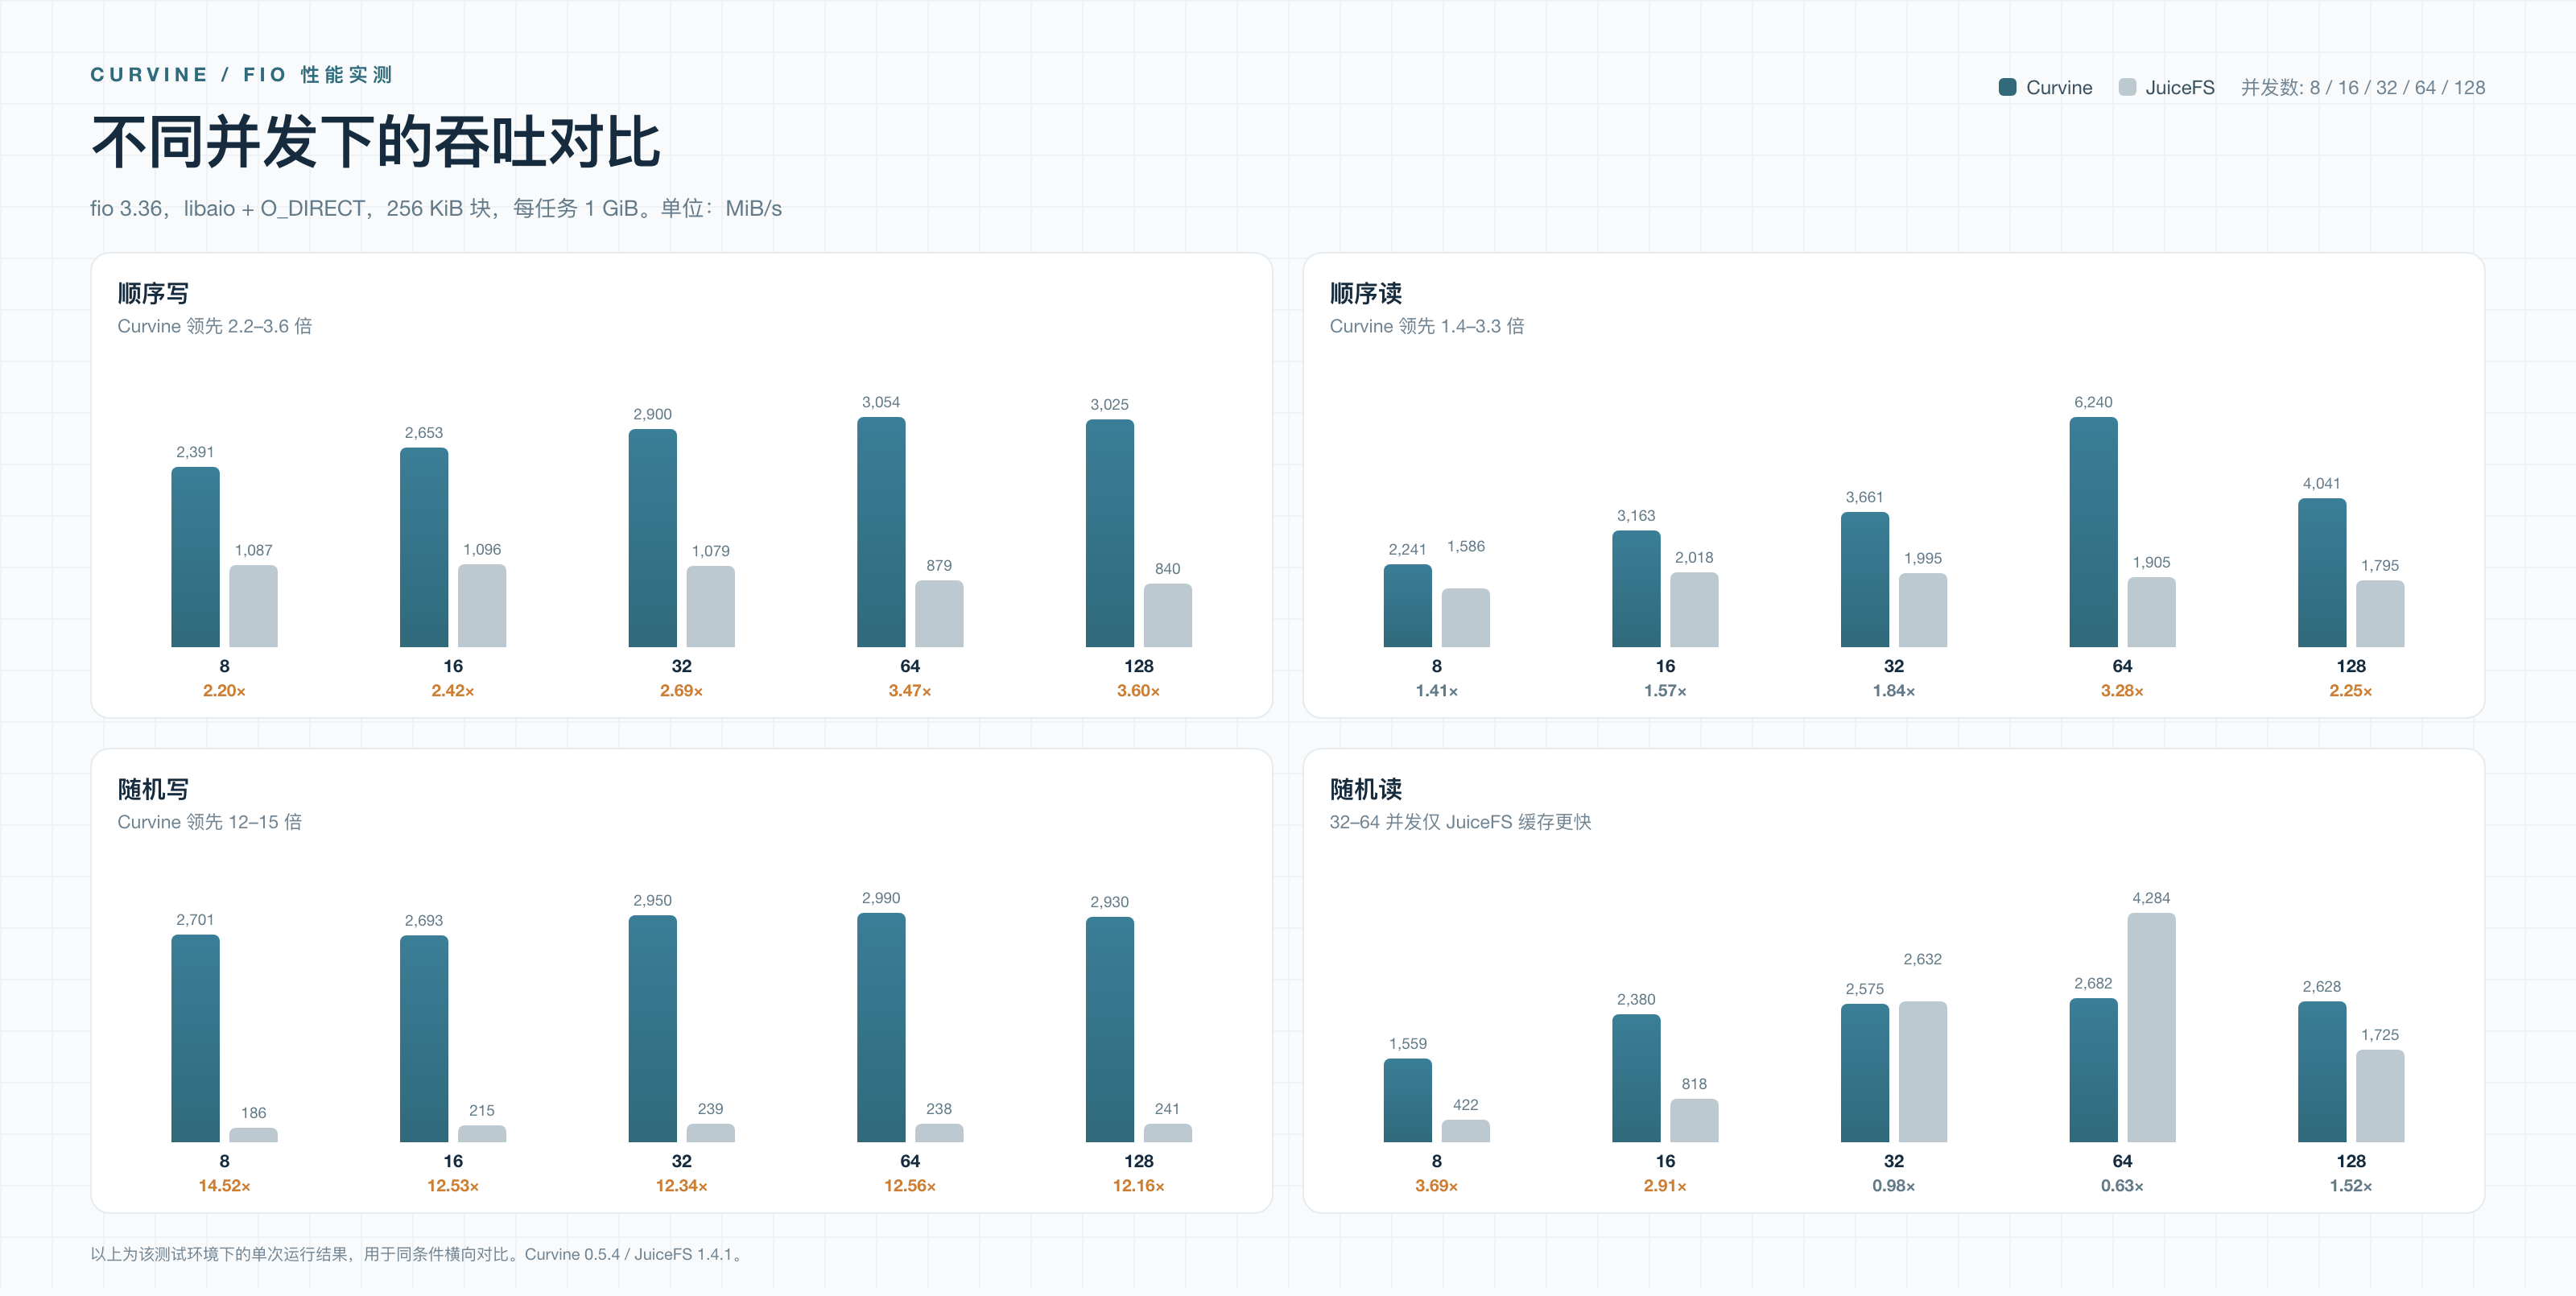 CURVINE / FIO 性能实测
不同并发下的吞吐对比
fio 3.36，libaio + O_DIRECT，256 KiB 块，每任务 1 GiB。单位：MiB/s
Curvine JuiceFS 并发数: 8 / 16 / 32 / 64 / 128
顺序写
Curvine 领先 2.2–3.6 倍
2,391 1,087 2,653 1,096 2,900 1,079 3,054 879 3,025 840
8 16 32 64 128
2.20× 2.42× 2.69× 3.47× 3.60×
顺序读
Curvine 领先 1.4–3.3 倍
2,241 1,586 3,163 2,018 3,661 1,995 6,240 1,905 4,041 1,795
8 16 32 64 128
1.41× 1.57× 1.84× 3.28× 2.25×
随机写
Curvine 领先 12–15 倍
2,701 186 2,693 215 2,950 239 2,990 238 2,930 241
8 16 32 64 128
14.52× 12.53× 12.34× 12.56× 12.16×
随机读
32–64 并发仅 JuiceFS 缓存更快
1,559 422 2,380 818 2,575 2,632 2,682 4,284 2,628 1,725
8 16 32 64 128
3.69× 2.91× 0.98× 0.63× 1.52×
以上为该测试环境下的单次运行结果，用于同条件横向对比。Curvine 0.5.4 / JuiceFS 1.4.1。